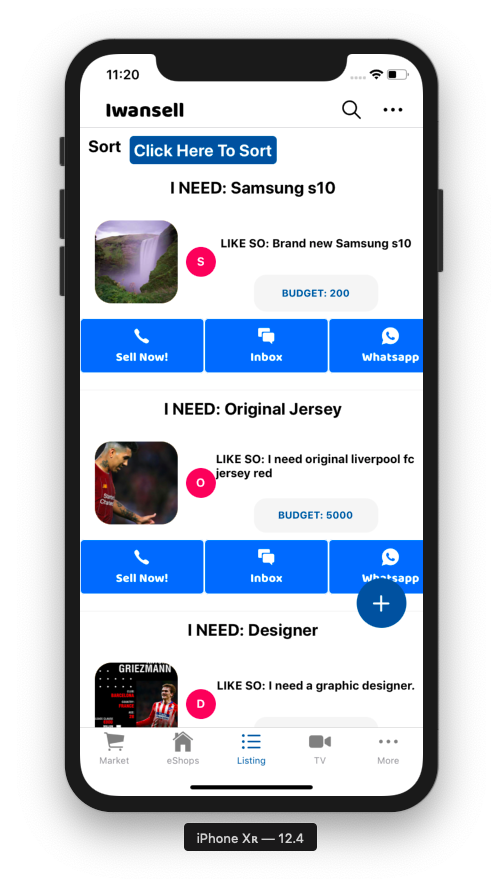 11:20
Iwansell
Sort Click Here To Sort
I NEED: Samsung s10
LIKE SO: Brand new Samsung s10
S
BUDGET: 200
Sell Now! Inbox Whatsapp
I NEED: Original Jersey
LIKE SO: I need original liverpool fc
jersey red
O
BUDGET: 5000
Sell Now! Inbox Whatsapp
I NEED: Designer
GRIEZMANN
LIKE SO: I need a graphic designer.
D
BARCELONA
FRANCE
Market eShops Listing TV More
iPhone Xʀ — 12.4